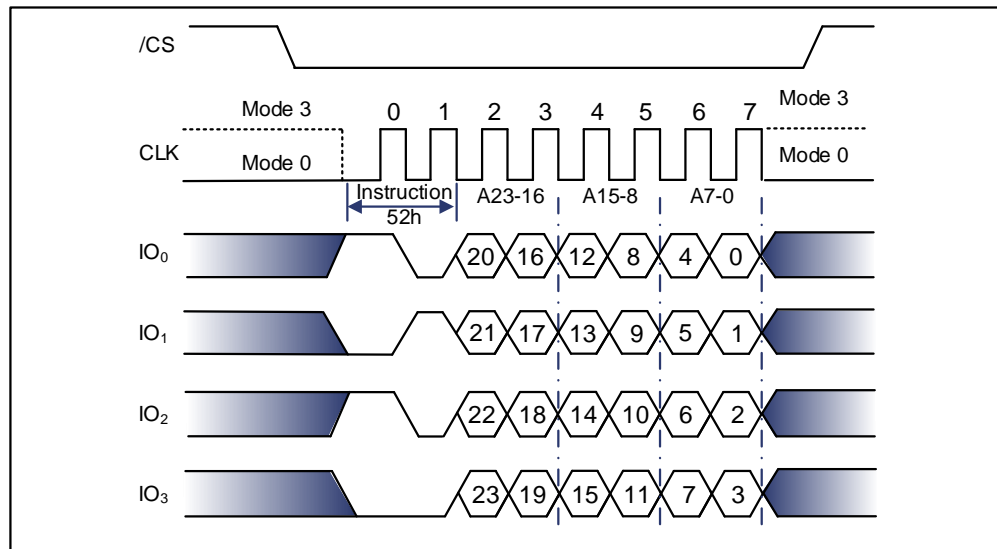 /CS
Mode 3 0 1 2 3 4 5 6 7 Mode 3
CLK
Mode 0 Mode 0
Instruction A23-16 A15-8 A7-0
52h
IO0 20 16 12 8 4 0
IO1 21 17 13 9 5 1
IO2 22 18 14 10 6 2
IO3 23 19 15 11 7 3